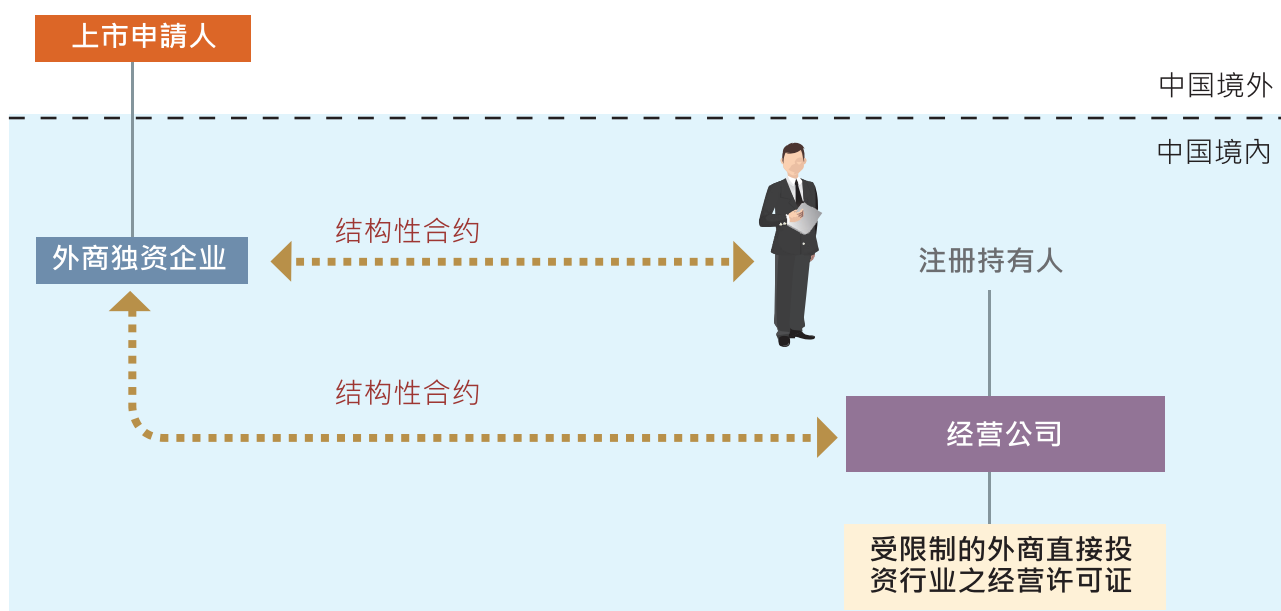 上市申請人
中国境外
中国境內
结构性合约
外商独资企业
注册持有人
结构性合约
经营公司
受限制的外商直接投
资行业之经营许可证